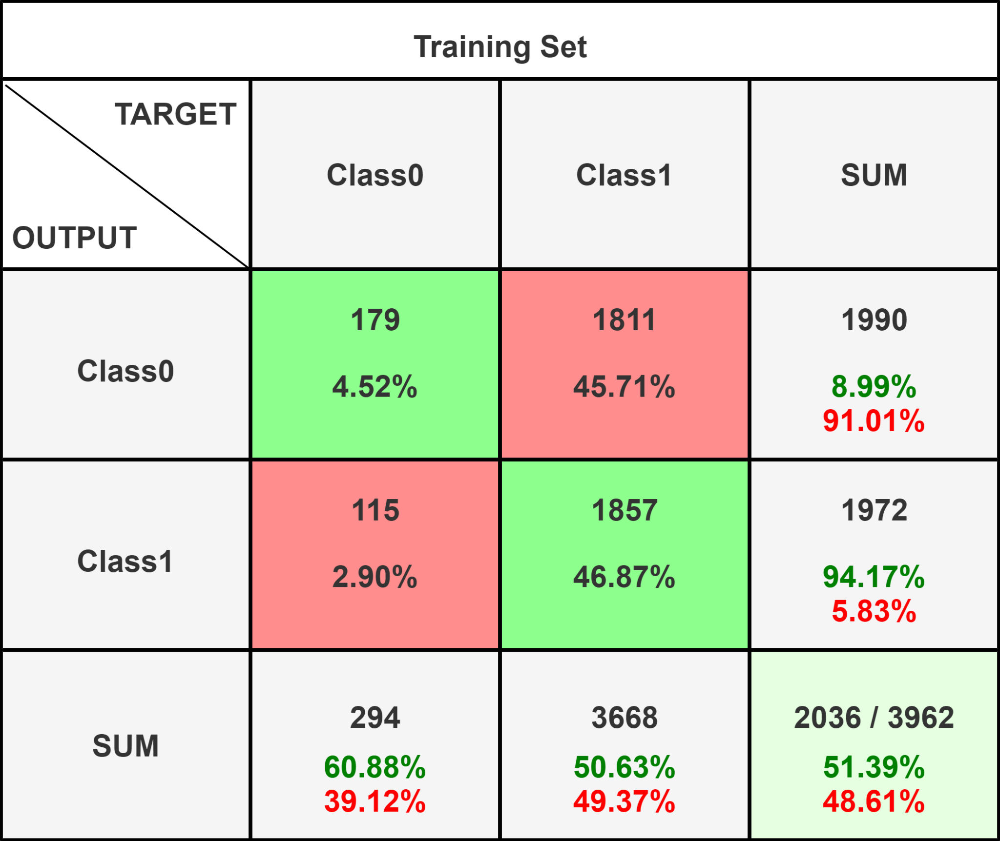 Training Set
TARGET
OUTPUT
Class0
Class1
SUM
Class0
179
4.52%
1811
45.71%
1990
8.99%
91.01%
Class1
115
2.90%
1857
46.87%
1972
94.17%
5.83%
SUM
294
60.88%
39.12%
3668
50.63%
49.37%
2036 / 3962
51.39%
48.61%